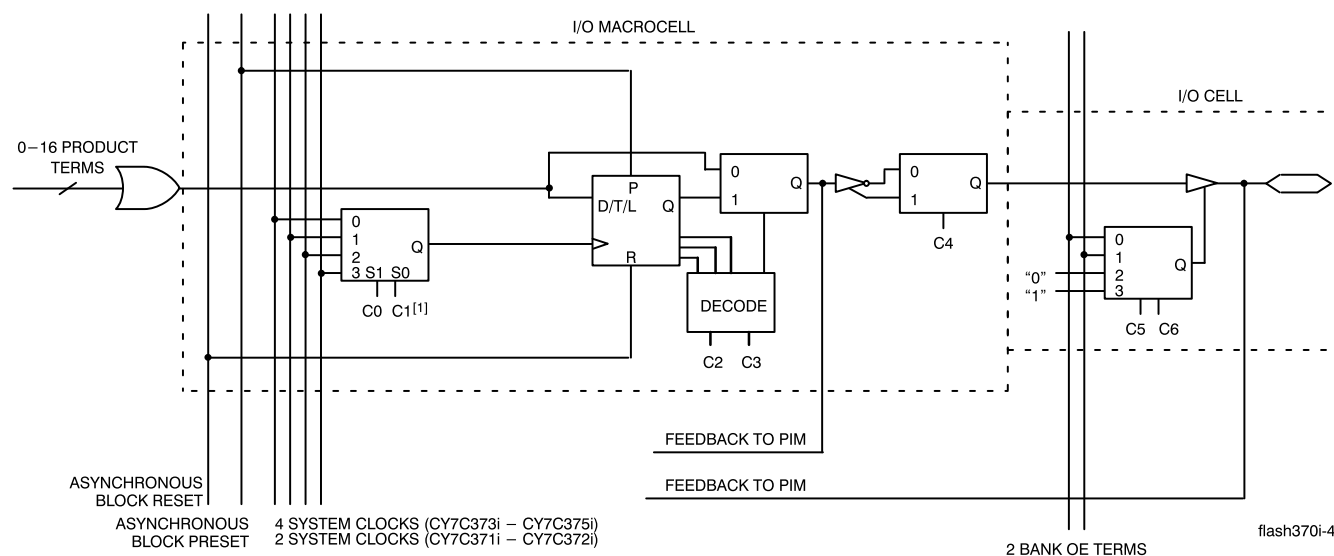 I/O MACROCELL
I/O CELL
0−16 PRODUCT
TERMS
P
D/T/L Q
R
0
1
Q
0
1
Q
C4
0
1
2
3 S1 S0
Q
C0 C1[1]
DECODE
C2 C3
0
1
2
3
Q
“0”
“1”
C5 C6
FEEDBACK TO PIM
FEEDBACK TO PIM
ASYNCHRONOUS
BLOCK RESET
ASYNCHRONOUS
BLOCK PRESET
4 SYSTEM CLOCKS (CY7C373i − CY7C375i)
2 SYSTEM CLOCKS (CY7C371i − CY7C372i)
flash370i-4
2 BANK OE TERMS